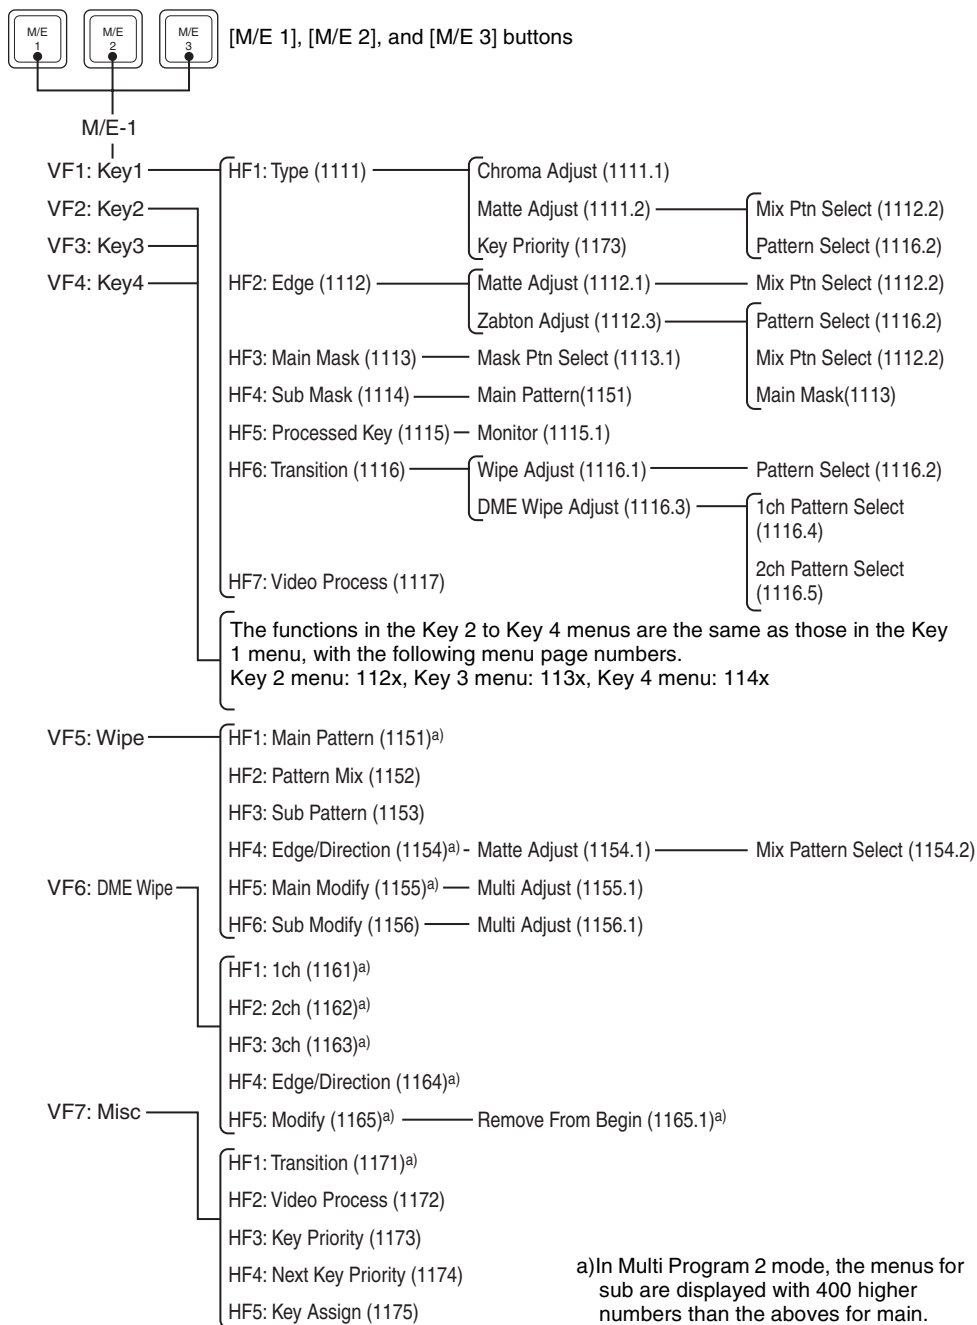 M/E 1
M/E 2
M/E 3
[M/E 1], [M/E 2], and [M/E 3] buttons
M/E-1
VF1: Key1
HF1: Type (1111)
Chroma Adjust (1111.1)
VF2: Key2
Matte Adjust (1111.2)
Mix Ptn Select (1112.2)
VF3: Key3
Key Priority (1173)
Pattern Select (1116.2)
VF4: Key4
HF2: Edge (1112)
Matte Adjust (1112.1)
Mix Ptn Select (1112.2)
Zabton Adjust (1112.3)
Pattern Select (1116.2)
HF3: Main Mask (1113)
Mask Ptn Select (1113.1)
Mix Ptn Select (1112.2)
HF4: Sub Mask (1114)
Main Pattern(1151)
Main Mask(1113)
HF5: Processed Key (1115)
Monitor (1115.1)
HF6: Transition (1116)
Wipe Adjust (1116.1)
Pattern Select (1116.2)
DME Wipe Adjust (1116.3)
1ch Pattern Select
(1116.4)
2ch Pattern Select
(1116.5)
HF7: Video Process (1117)
The functions in the Key 2 to Key 4 menus are the same as those in the Key
1 menu, with the following menu page numbers.
Key 2 menu: 112x, Key 3 menu: 113x, Key 4 menu: 114x
VF5: Wipe
HF1: Main Pattern (1151)a)
HF2: Pattern Mix (1152)
HF3: Sub Pattern (1153)
HF4: Edge/Direction (1154)a)
Matte Adjust (1154.1)
Mix Pattern Select (1154.2)
VF6: DME Wipe
HF5: Main Modify (1155)a)
Multi Adjust (1155.1)
HF6: Sub Modify (1156)
Multi Adjust (1156.1)
HF1: 1ch (1161)a)
HF2: 2ch (1162)a)
HF3: 3ch (1163)a)
HF4: Edge/Direction (1164)a)
VF7: Misc
HF5: Modify (1165)a)
Remove From Begin (1165.1)a)
HF1: Transition (1171)a)
HF2: Video Process (1172)
HF3: Key Priority (1173)
HF4: Next Key Priority (1174)
HF5: Key Assign (1175)
a)In Multi Program 2 mode, the menus for
sub are displayed with 400 higher
numbers than the aboves for main.